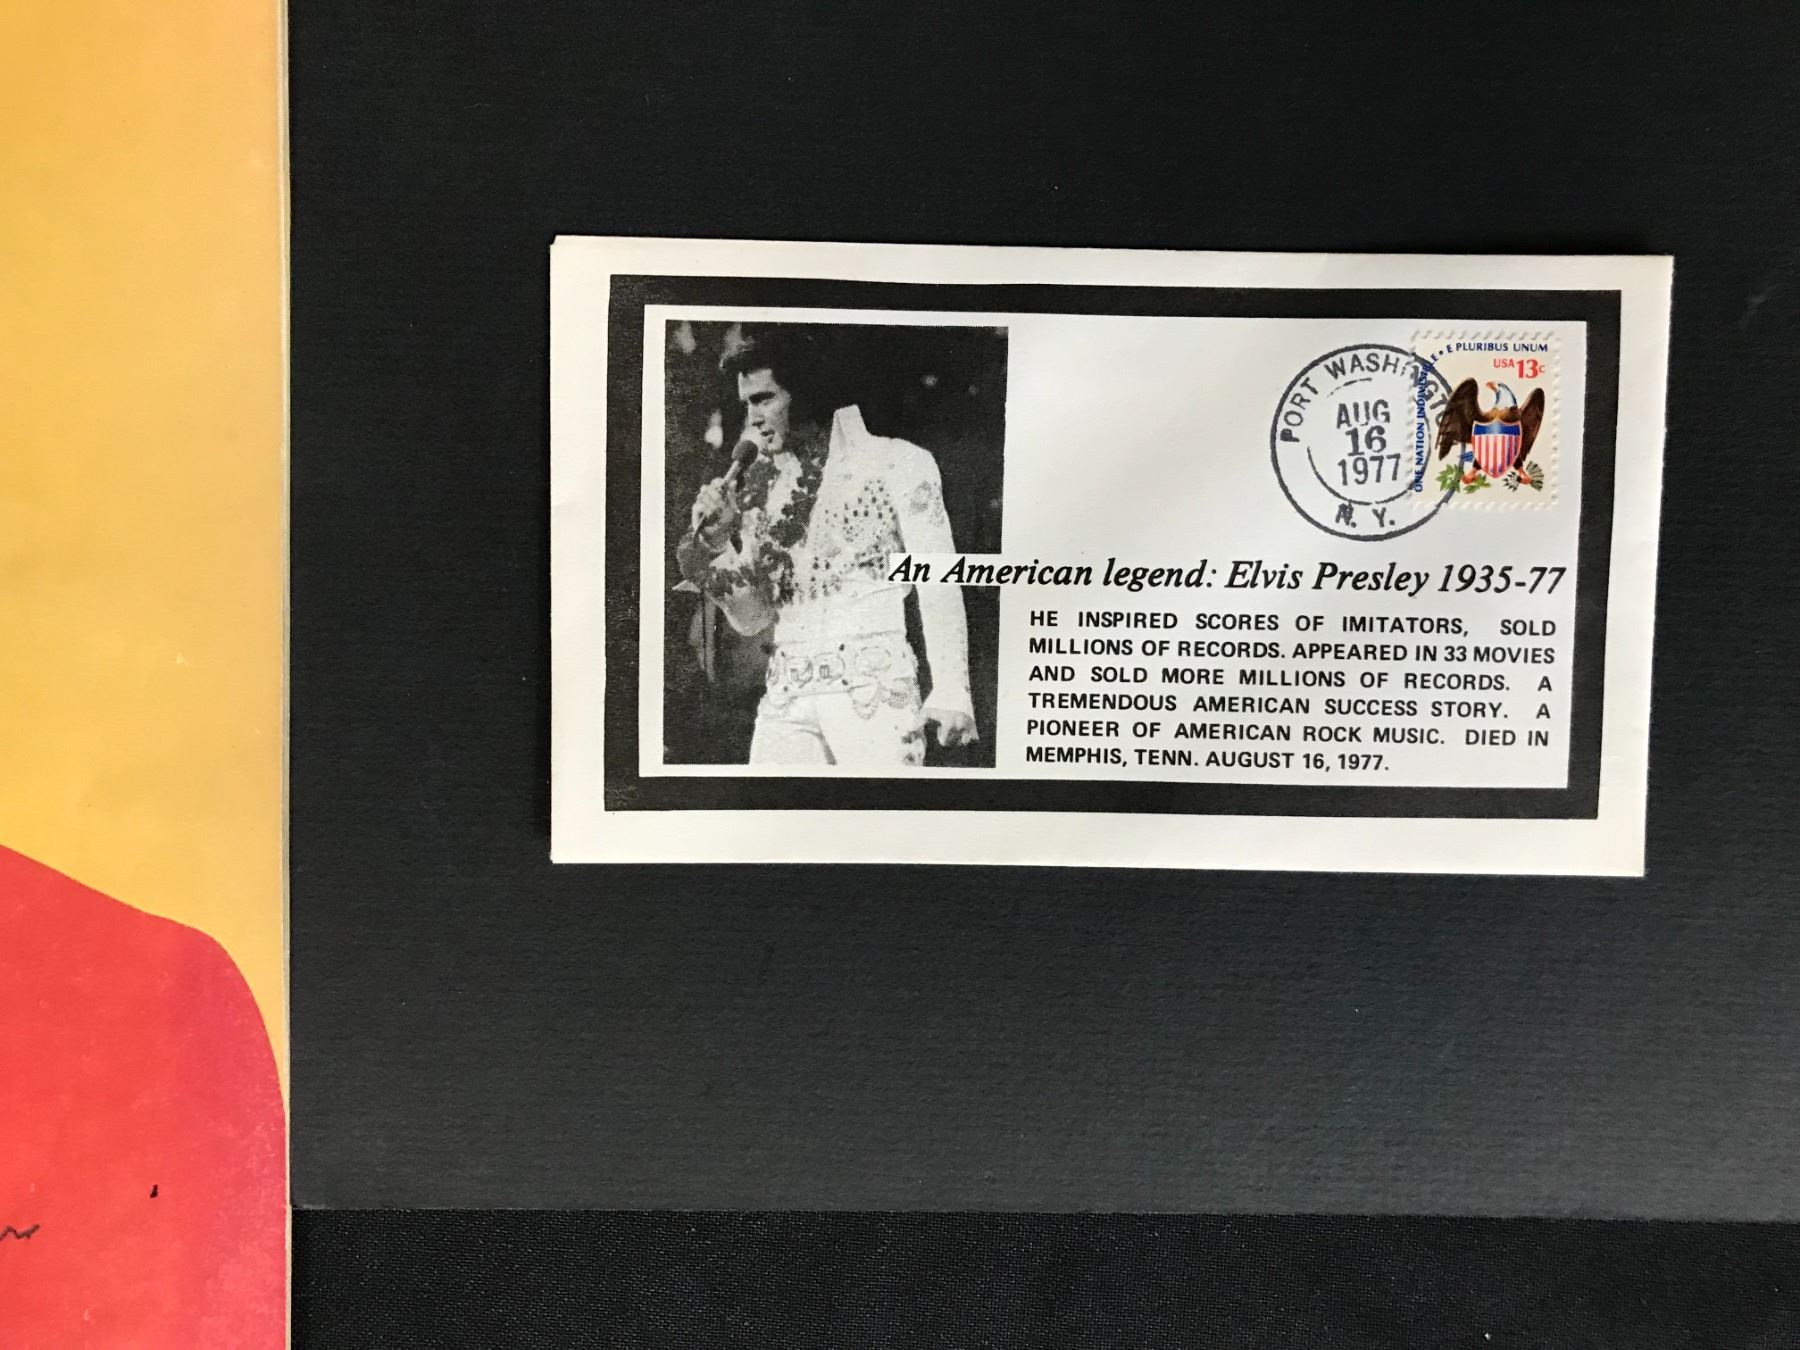 E PLURIBUS UNUM
USA 13c
ONE NATION INDIVISIBLE
PORT WASHINGTON
AUG
16
1977
N. Y.
An American legend: Elvis Presley 1935-77
HE INSPIRED SCORES OF IMITATORS, SOLD
MILLIONS OF RECORDS. APPEARED IN 33 MOVIES
AND SOLD MORE MILLIONS OF RECORDS. A
TREMENDOUS AMERICAN SUCCESS STORY. A
PIONEER OF AMERICAN ROCK MUSIC. DIED IN
MEMPHIS, TENN. AUGUST 16, 1977.